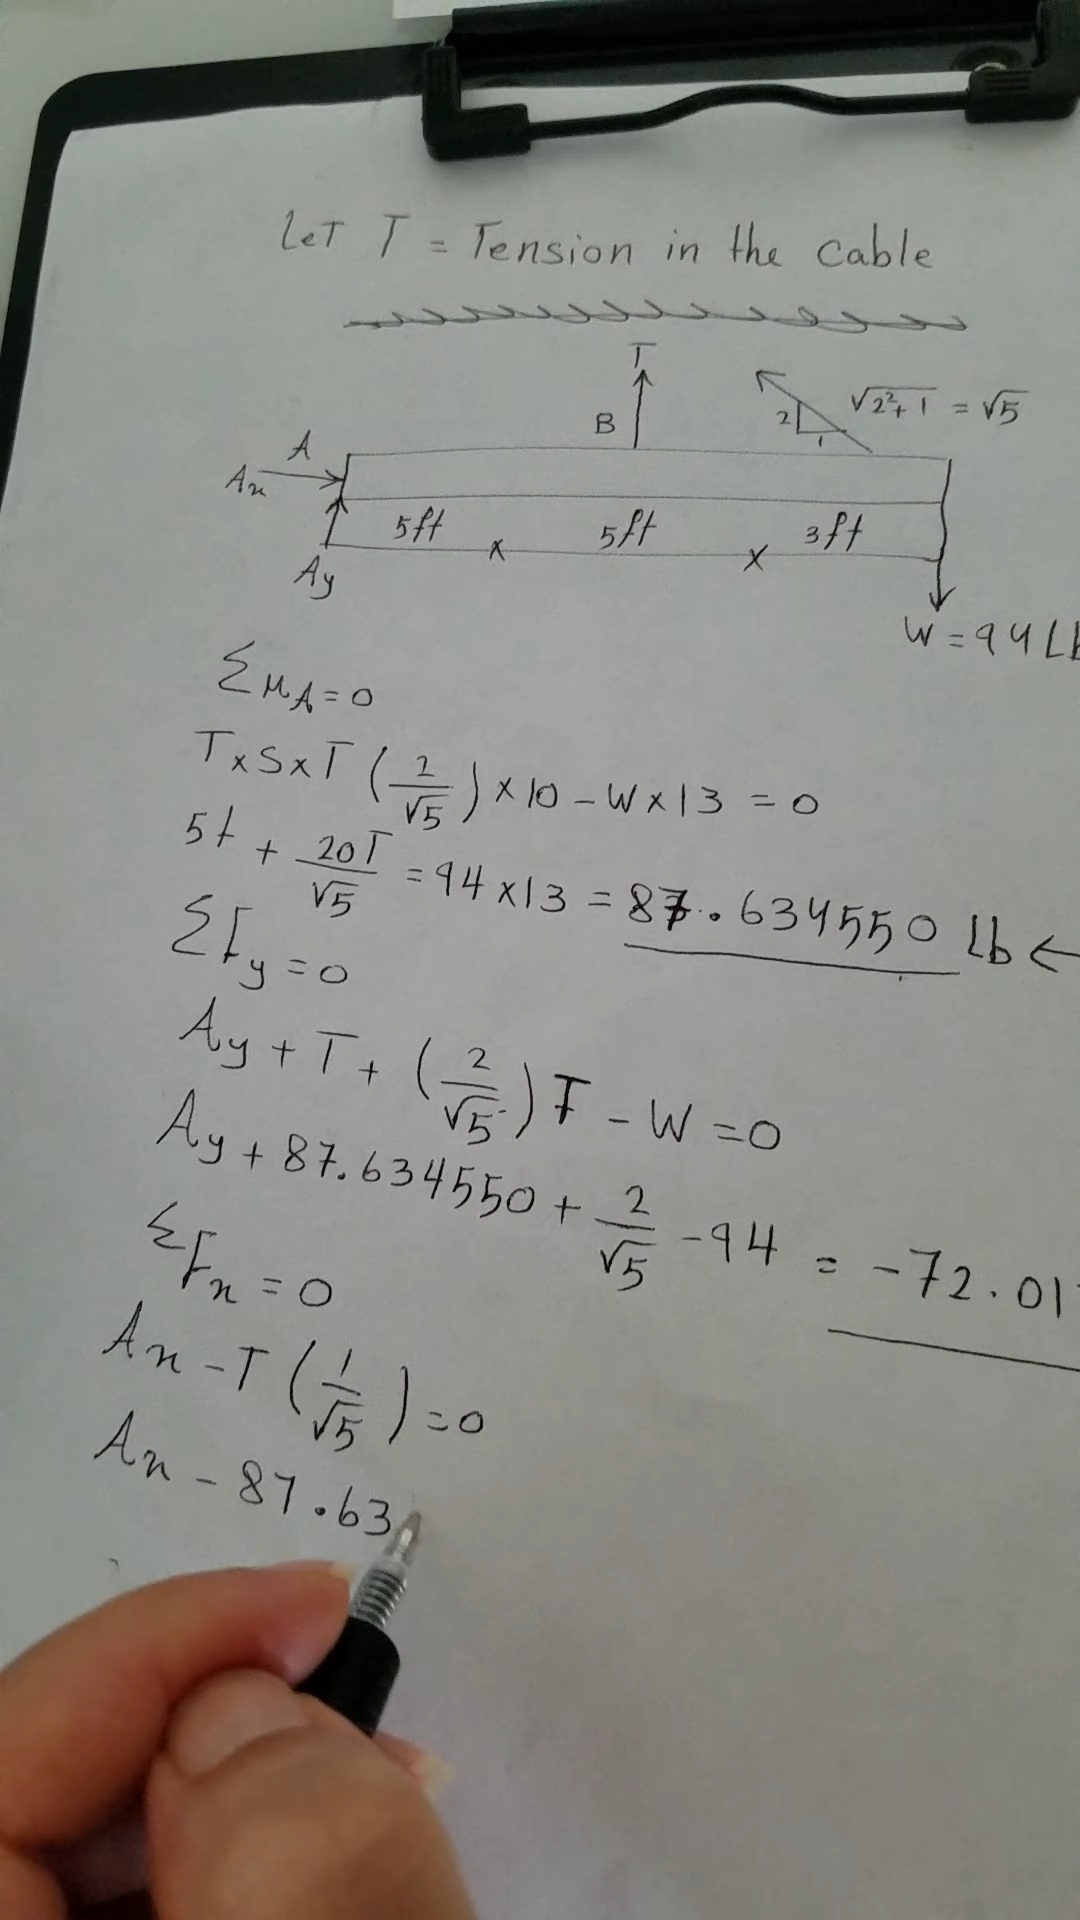 LeT T = Tension in the cable
T
B
2
1
√2²+1 = √5
A
Ax
Ay
5ft x 5ft x 3ft
W = 94 Lb
ΣMA=0
TxSxT (2/√5) x 10 - W x 13 = 0
5t + 20T/√5 = 94 x 13 = 87.634550 Lb ←
ΣFy = 0
Ay + T + (2/√5) T - W = 0
Ay + 87.634550 + 2/√5 - 94 = -72.01
ΣFx = 0
Ax - T (1/√5) = 0
Ax - 87.63